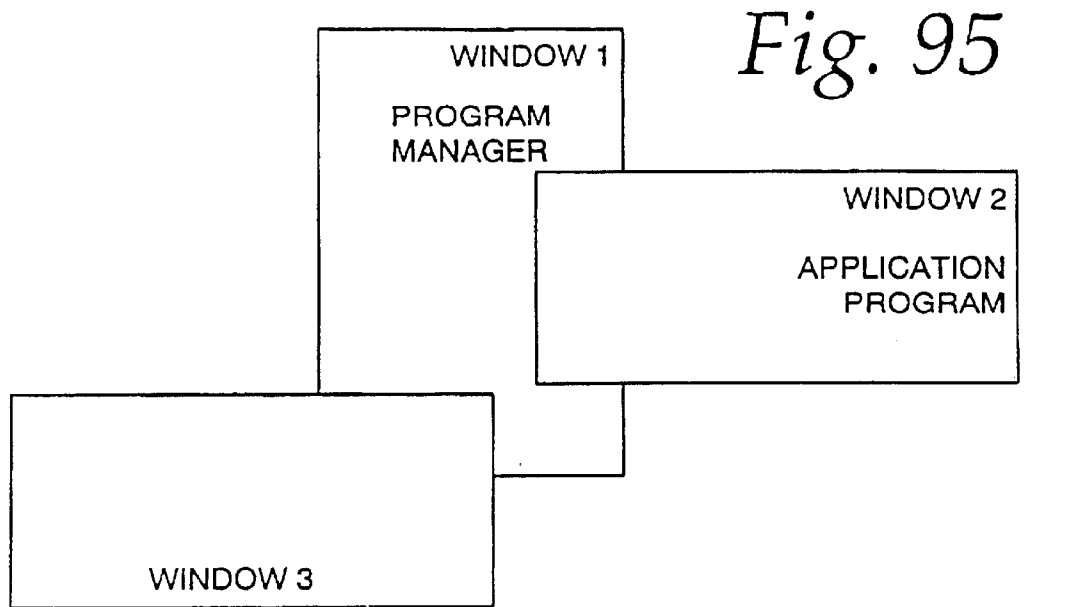 Fig. 95
WINDOW 1
PROGRAM
MANAGER
WINDOW 2
APPLICATION
PROGRAM
WINDOW 3